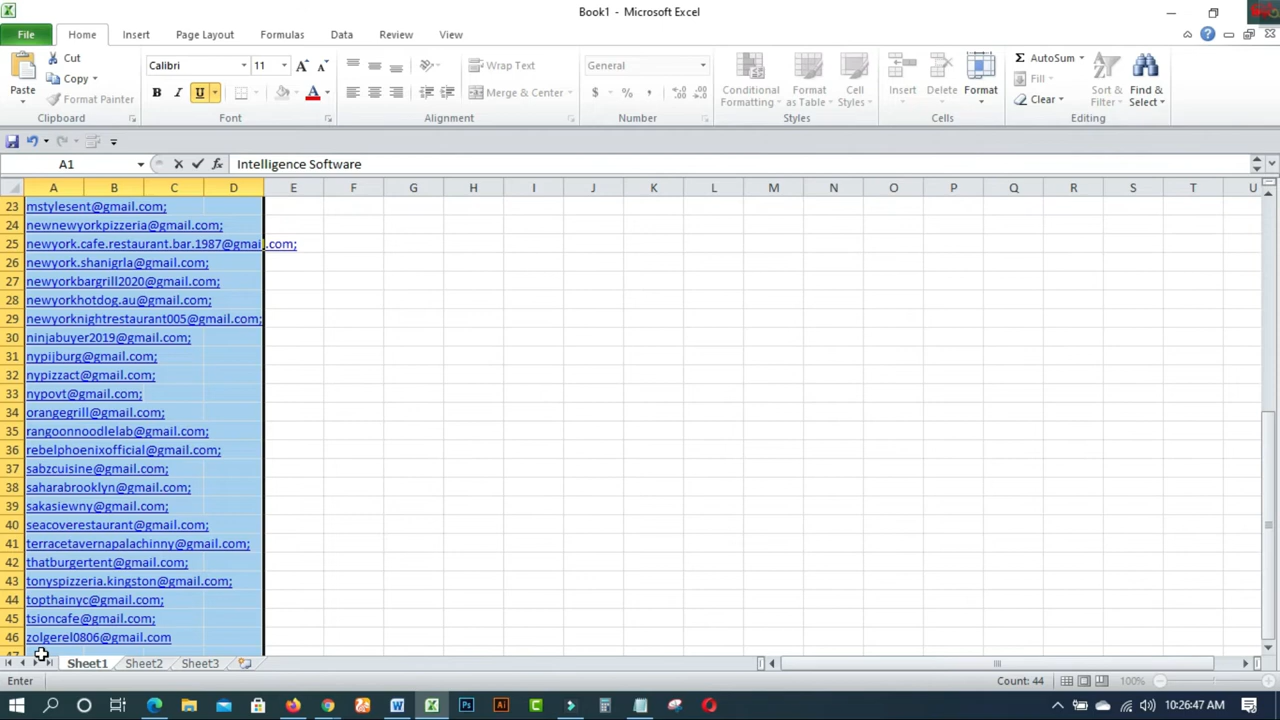 Book1 - Microsoft Excel
File Home Insert Page Layout Formulas Data Review View
Cut
Copy
Format Painter
Paste
Calibri 11
B I U A
Wrap Text
Merge & Center
General
$ % ,
Conditional Formatting
Format as Table
Cell Styles
Insert Delete Format
Σ AutoSum
Fill
Clear
Sort & Filter
Find & Select
Clipboard Font Alignment Number Styles Cells Editing
A1 fx Intelligence Software
A B C D E F G H I J K L M N O P Q R S T U
23 mstylesent@gmail.com;
24 newnewyorkpizzeria@gmail.com;
25 newyork.cafe.restaurant.bar.1987@gmail.com;
26 newyork.shanigrla@gmail.com;
27 newyorkbargrill2020@gmail.com;
28 newyorkhotdog.au@gmail.com;
29 newyorknightrestaurant005@gmail.com;
30 ninjabuyer2019@gmail.com;
31 nypijburg@gmail.com;
32 nypizzact@gmail.com;
33 nypovt@gmail.com;
34 orangegrill@gmail.com;
35 rangoonnoodlelab@gmail.com;
36 rebelphoenixofficial@gmail.com;
37 sabzcuisine@gmail.com;
38 saharabrooklyn@gmail.com;
39 sakasiewny@gmail.com;
40 seacoverestaurant@gmail.com;
41 terracetavernapalachinny@gmail.com;
42 thatburgertent@gmail.com;
43 tonyspizzeria.kingston@gmail.com;
44 topthainyc@gmail.com;
45 tsioncafe@gmail.com;
46 zolgerel0806@gmail.com
47
Sheet1 Sheet2 Sheet3
Enter Count: 44 100%
10:26:47 AM